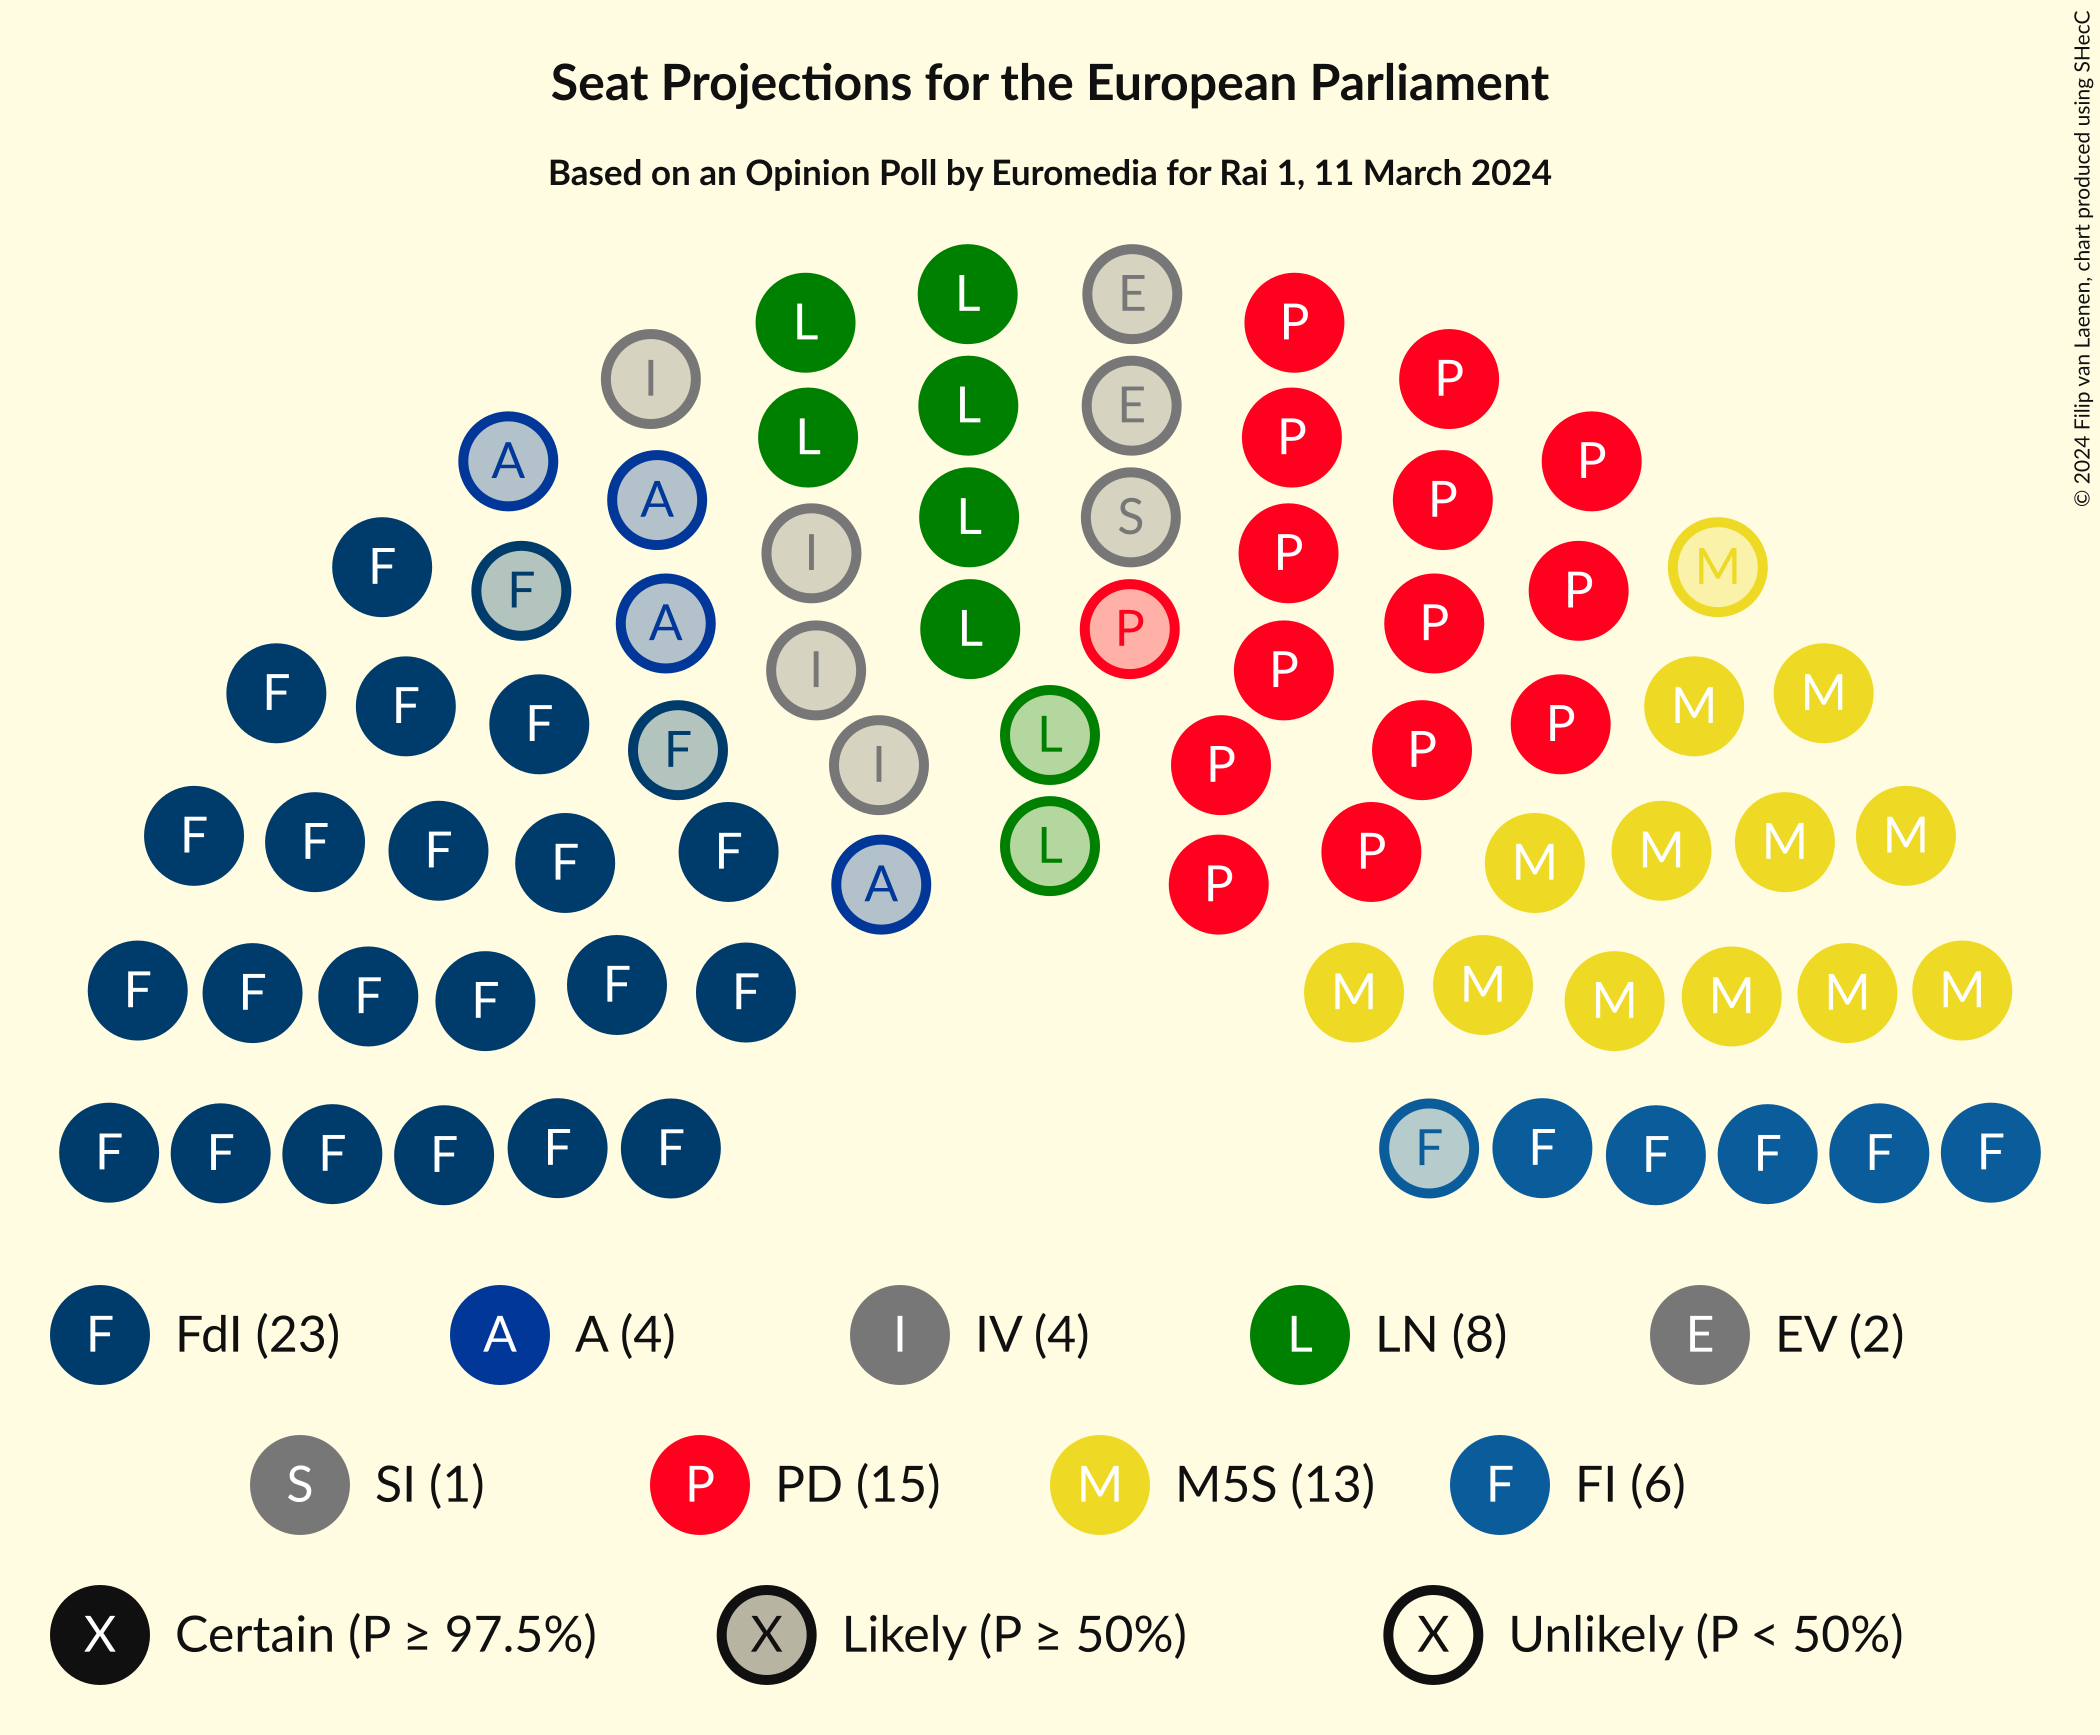 Seat Projections for the European Parliament
Based on an Opinion Poll by Euromedia for Rai 1, 11 March 2024
© 2024 Filip van Laenen, chart produced using SHecC
L E
L P
I P
L E
A L P
P
A L S P
I P
F F P M
A P
L P
I P
F F F M M
F L P P
I P
F F F F F L P M M M M
A P
F F F F F F M M M M M M
F F F F F F F F F F F F
F FdI (23) A A (4) I IV (4) L LN (8) E EV (2)
S SI (1) P PD (15) M M5S (13) F FI (6)
X Certain (P ≥ 97.5%) X Likely (P ≥ 50%) X Unlikely (P < 50%)